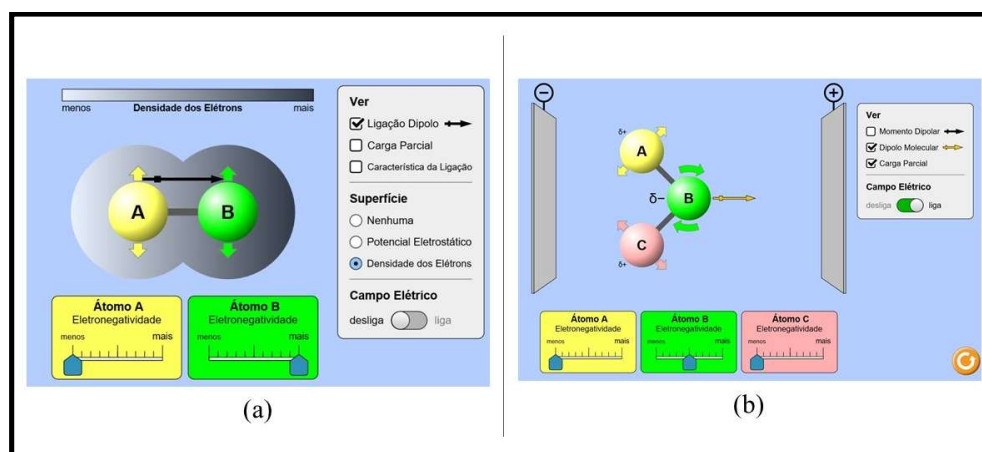 menos Densidade dos Elétrons mais
Ver
Ligação Dipolo
Carga Parcial
Característica da Ligação
Superfície
Nenhuma
Potencial Eletrostático
Densidade dos Elétrons
Campo Elétrico
desliga liga
A B
Átomo A
Eletronegatividade
menos mais
Átomo B
Eletronegatividade
menos mais
(a)
− +
Ver
Momento Dipolar
Dipolo Molecular
Carga Parcial
Campo Elétrico
desliga liga
δ+
A
δ− B
C
δ+
Átomo A
Eletronegatividade
menos mais
Átomo B
Eletronegatividade
menos mais
Átomo C
Eletronegatividade
menos mais
(b)